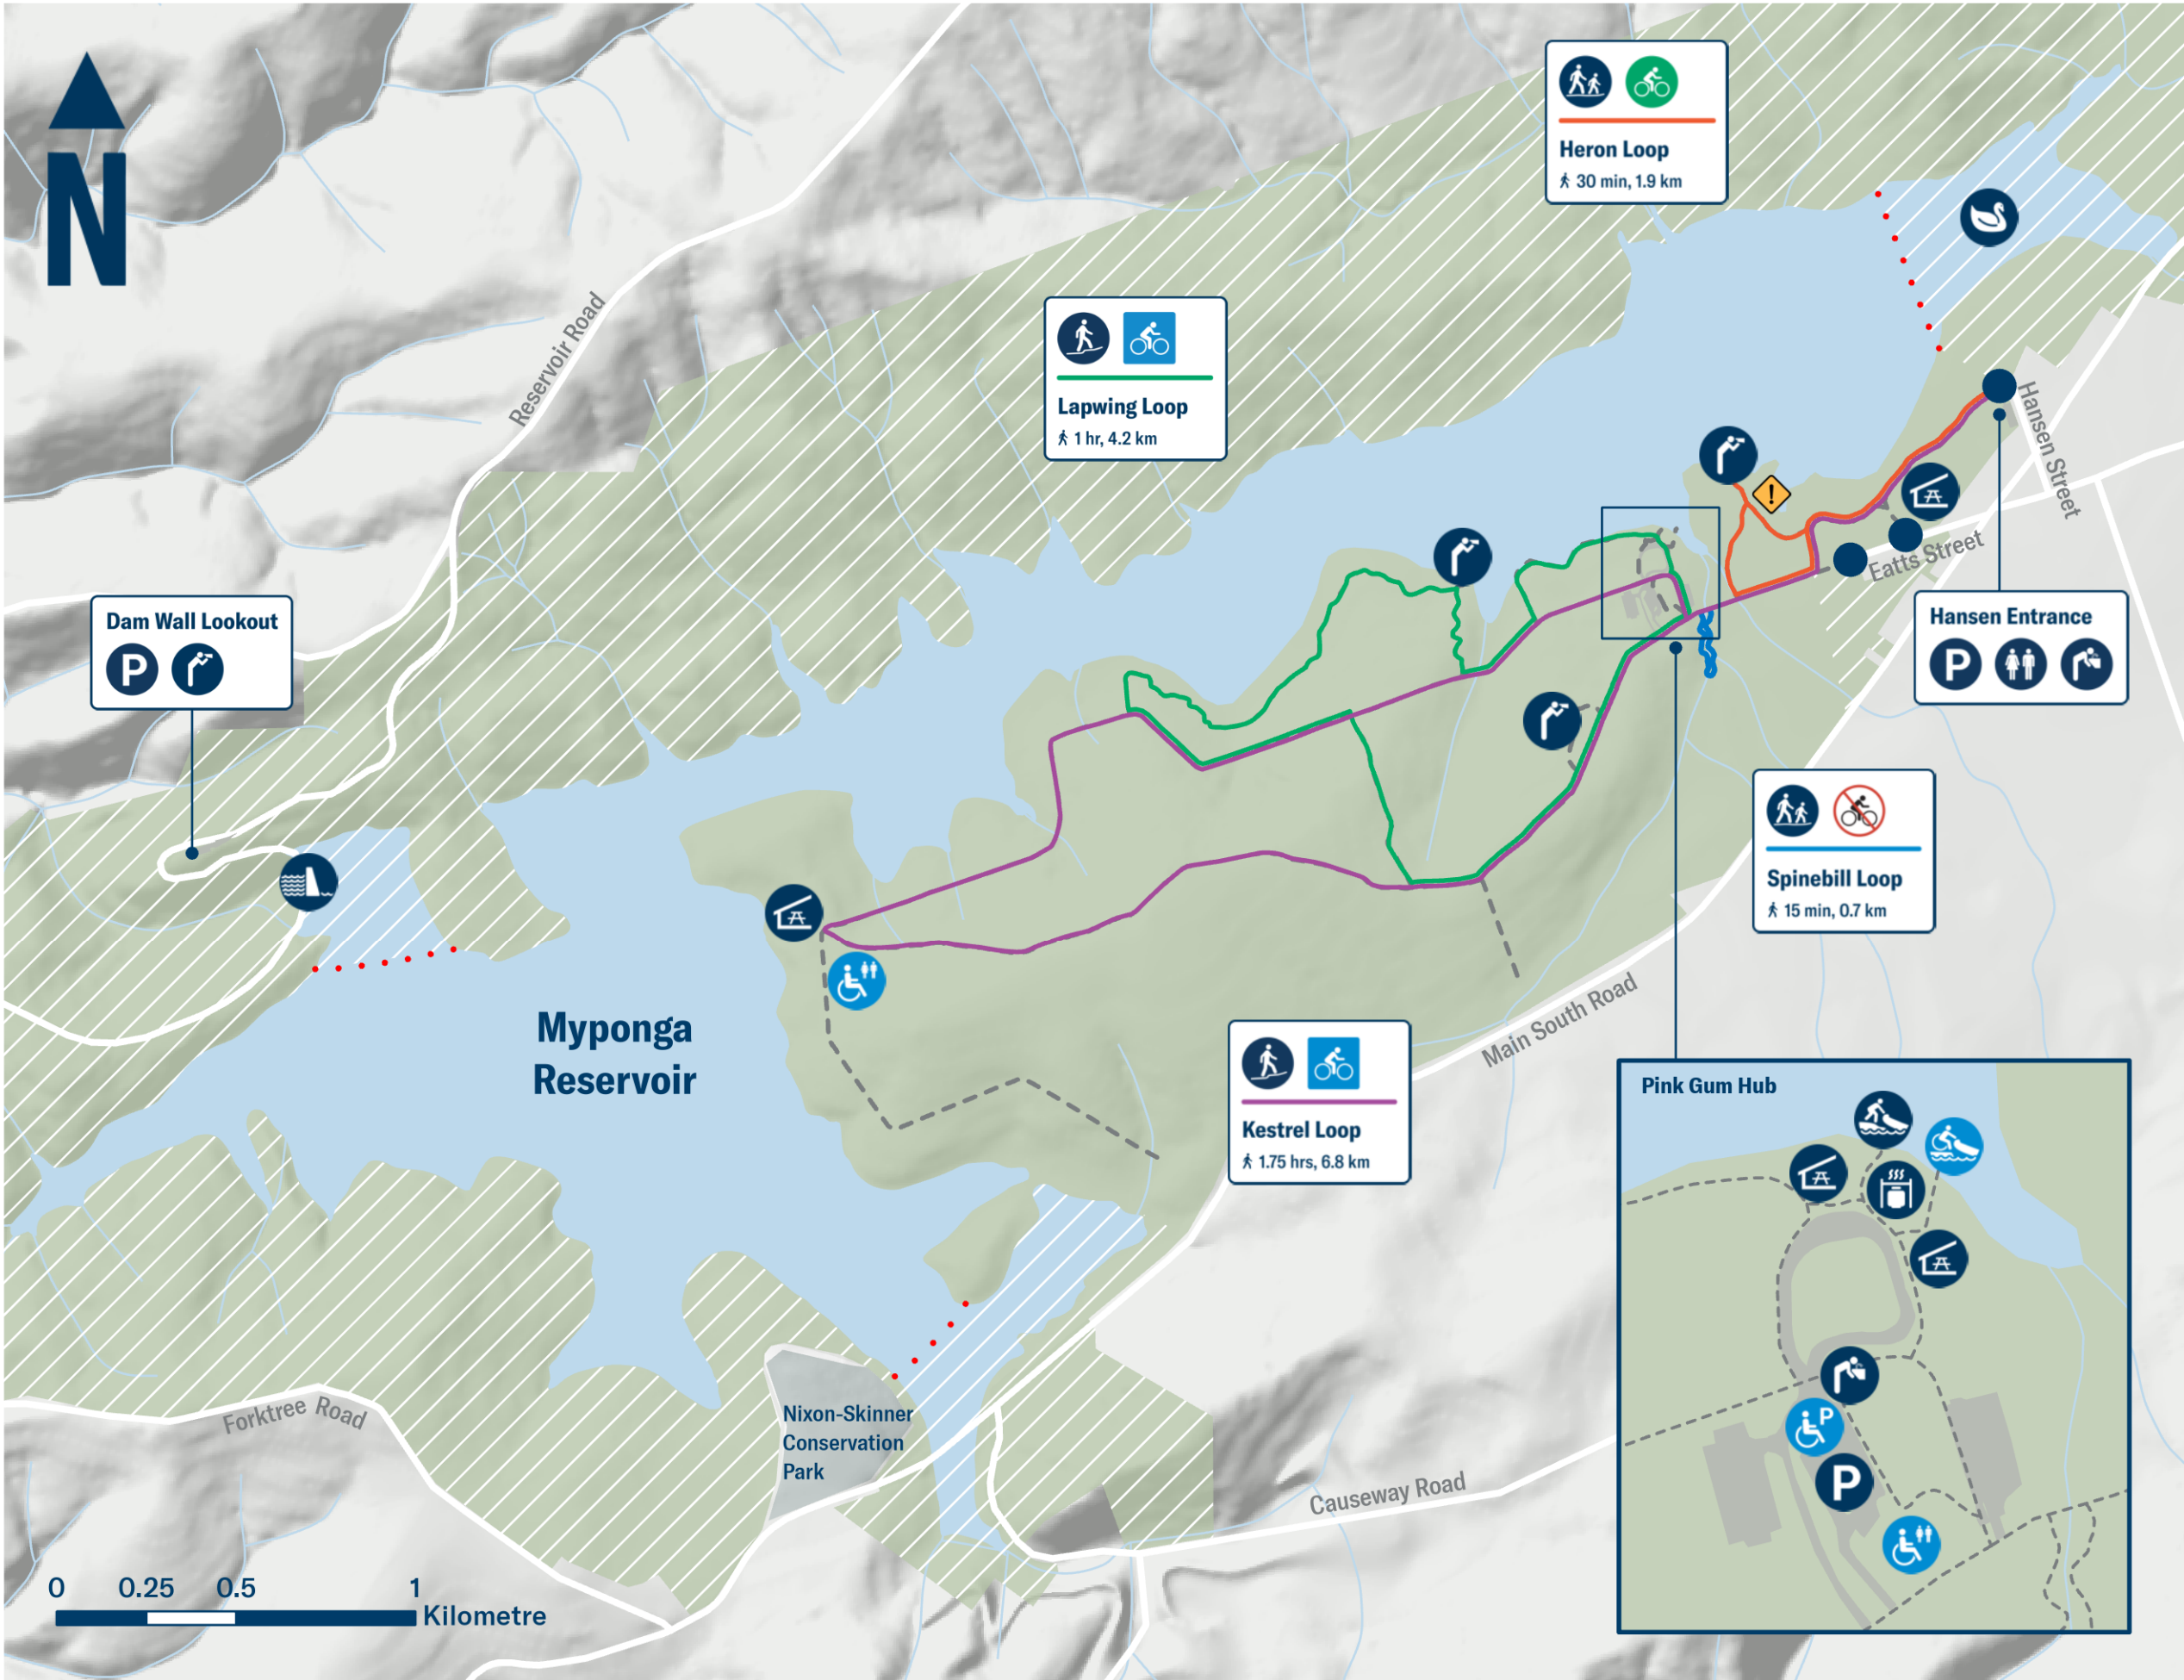 N
Heron Loop
30 min, 1.9 km
Reservoir Road
Lapwing Loop
1 hr, 4.2 km
Hansen Street
Eatts Street
Dam Wall Lookout
P
Hansen Entrance
P
Spinebill Loop
15 min, 0.7 km
Myponga
Reservoir
Main South Road
Kestrel Loop
1.75 hrs, 6.8 km
Pink Gum Hub
P
P
Nixon-Skinner
Conservation
Park
Forktree Road
Causeway Road
0 0.25 0.5 1
Kilometre